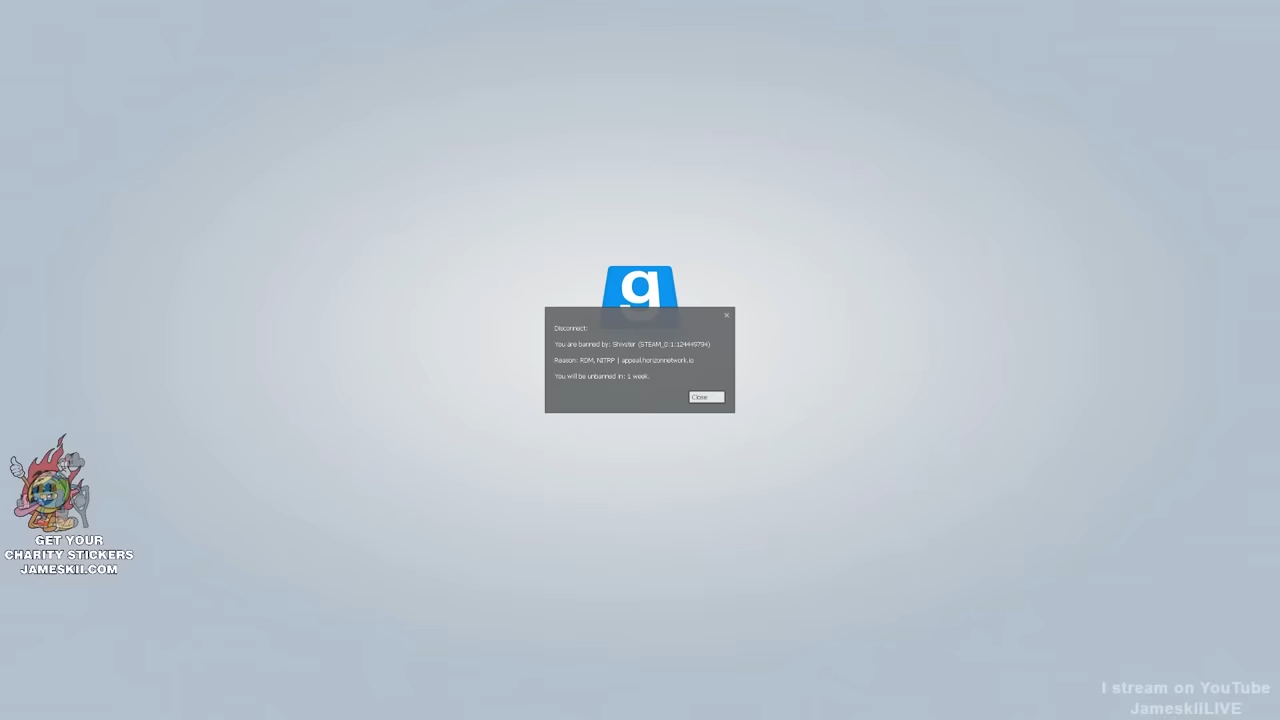 g
Disconnect:
You are banned by: Shivster (STEAM_0:1:124449794)
Reason: RDM, NITRP | appeal.horizonnetwork.io
You will be unbanned in: 1 week.
Close
GET YOUR
CHARITY STICKERS
JAMESKII.COM
I stream on YouTube
JameskiiLIVE